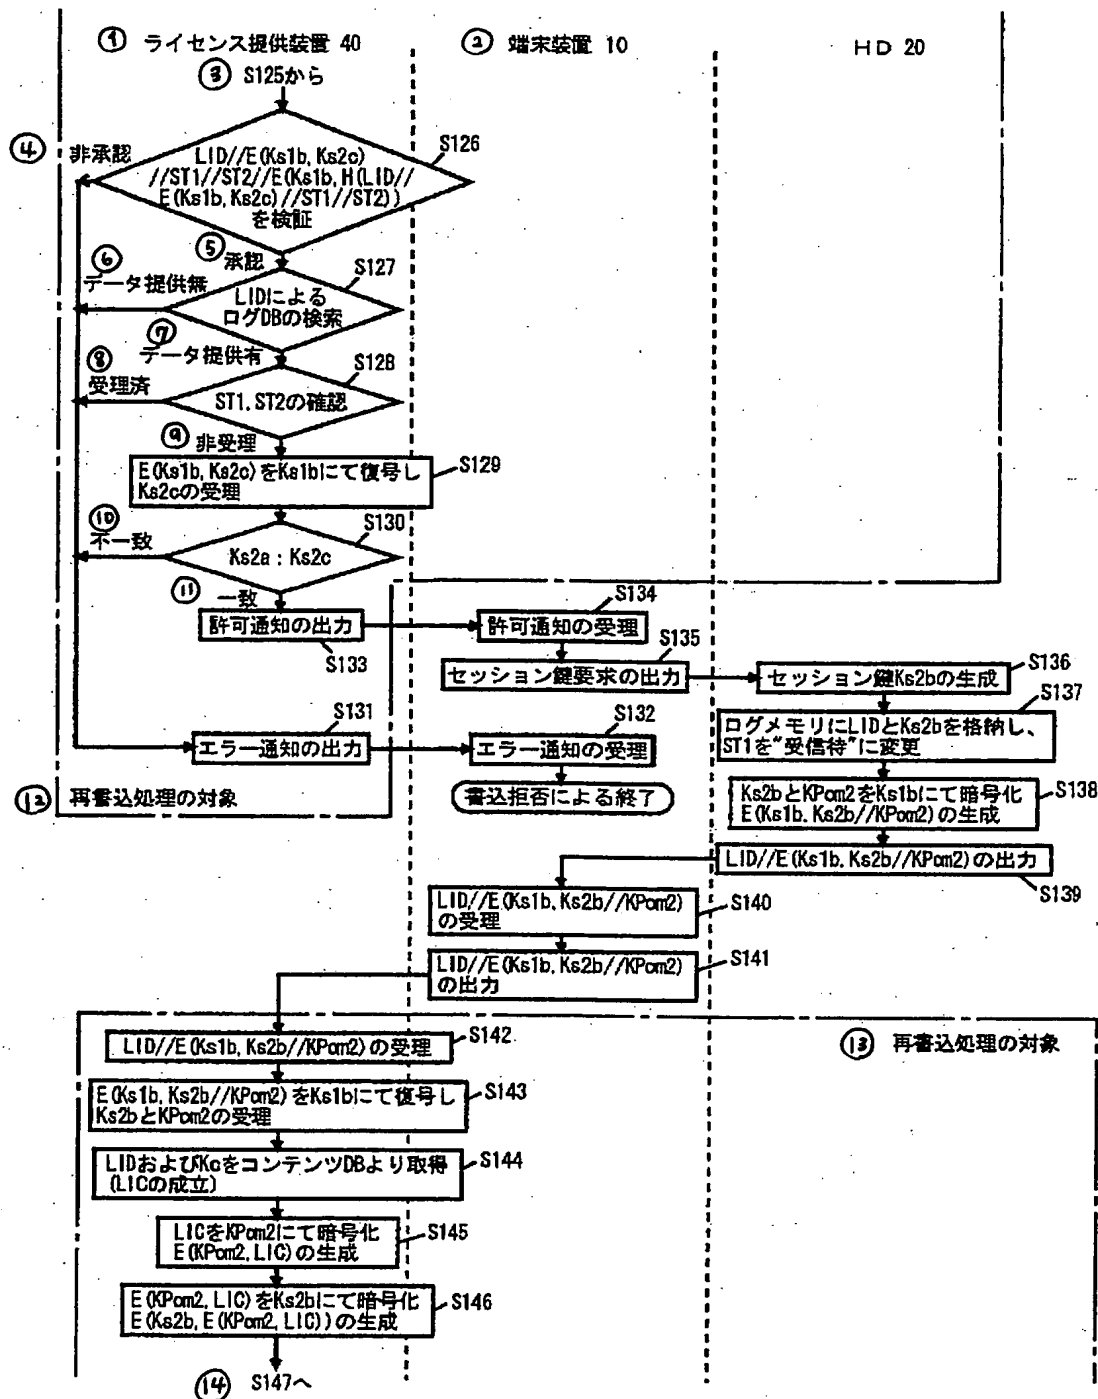 ① ライセンス提供装置 40
② 端末装置 10
HD 20
③ S125から
④ 非承認
LID//E(Ks1b, Ks2c)
//ST1//ST2//E(Ks1b, H(LID//
E(Ks1b, Ks2c)//ST1//ST2))
を検証
S126
⑤ 承認
⑥ データ提供無
LIDによる
ログDBの検索
S127
⑦ データ提供有
⑧ 受理済
ST1, ST2の確認
S128
⑨ 非受理
E(Ks1b, Ks2c)をKs1bにて復号し
Ks2cの受理
S129
⑩ 不一致
Ks2a : Ks2c
S130
⑪ 一致
許可通知の出力
S133
許可通知の受理
S134
セッション鍵要求の出力
S135
セッション鍵Ks2bの生成
S136
ログメモリにLIDとKs2bを格納し、
ST1を"受信待"に変更
S137
エラー通知の出力
S131
エラー通知の受理
S132
書込拒否による終了
⑫ 再書込処理の対象
Ks2bとKPom2をKs1bにて暗号化
E(Ks1b, Ks2b//KPom2)の生成
S138
LID//E(Ks1b, Ks2b//KPom2)の出力
S139
LID//E(Ks1b, Ks2b//KPom2)
の受理
S140
LID//E(Ks1b, Ks2b//KPom2)
の出力
S141
LID//E(Ks1b, Ks2b//KPom2)の受理
S142
⑬ 再書込処理の対象
E(Ks1b, Ks2b//KPom2)をKs1bにて復号し
Ks2bとKPom2の受理
S143
LIDおよびKcをコンテンツDBより取得
(LICの成立)
S144
LICをKPom2にて暗号化
E(KPom2, LIC)の生成
S145
E(KPom2, LIC)をKs2bにて暗号化
E(Ks2b, E(KPom2, LIC))の生成
S146
⑭ S147へ